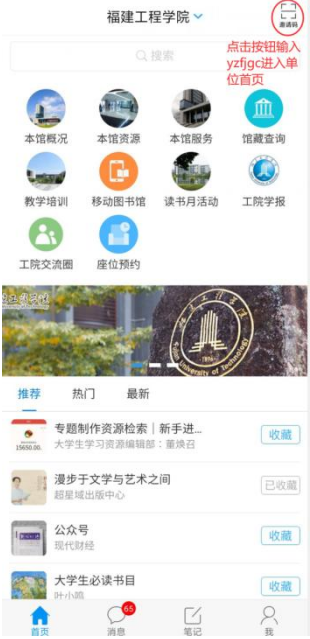 福建工程学院
邀请码
点击按钮输入
yzfjgc进入单
位首页
搜索
本馆概况
本馆资源
本馆服务
馆藏查询
教学培训
移动图书馆
读书月活动
工院学报
工院交流圈
座位预约
1896
University of Technology
推荐
热门
最新
专题制作资源检索｜新手进...
大学生学习资源编辑部：董焕召
收藏
15650.00
漫步于文学与艺术之间
超星域出版中心
已收藏
公众号
现代财经
收藏
大学生必读书目
叶小鸣
收藏
首页
65
消息
笔记
我